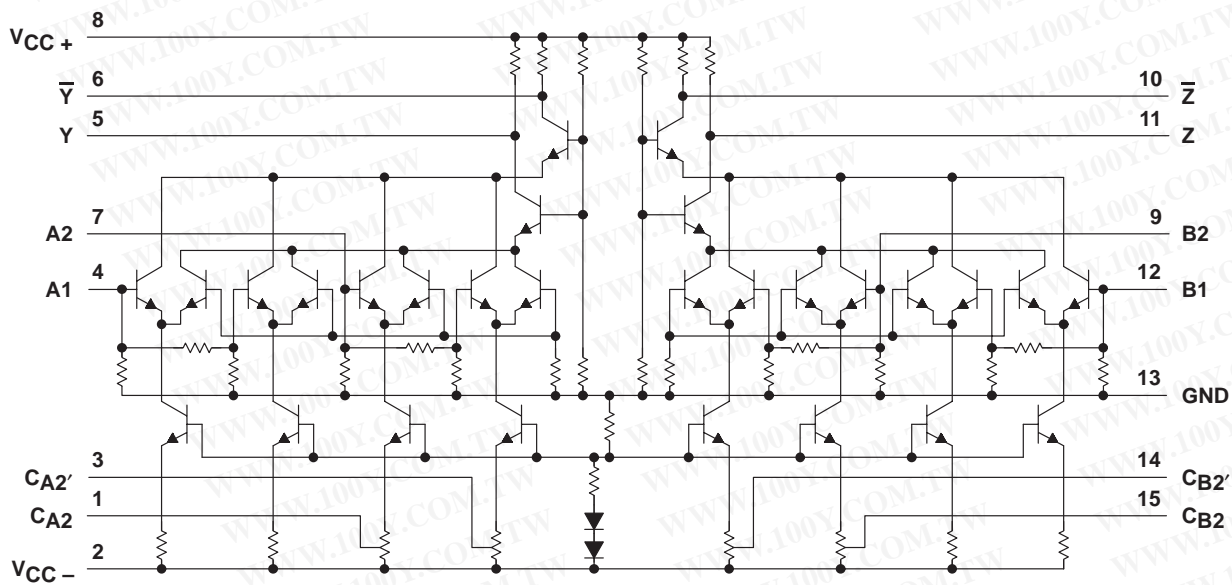 8
VCC +
6
Y̅
5
Y
7
A2
4
A1
3
CA2′
1
CA2
2
VCC –
10
Z̅
11
Z
9
B2
12
B1
13
GND
14
CB2′
15
CB2
WWW.100Y.COM.TW